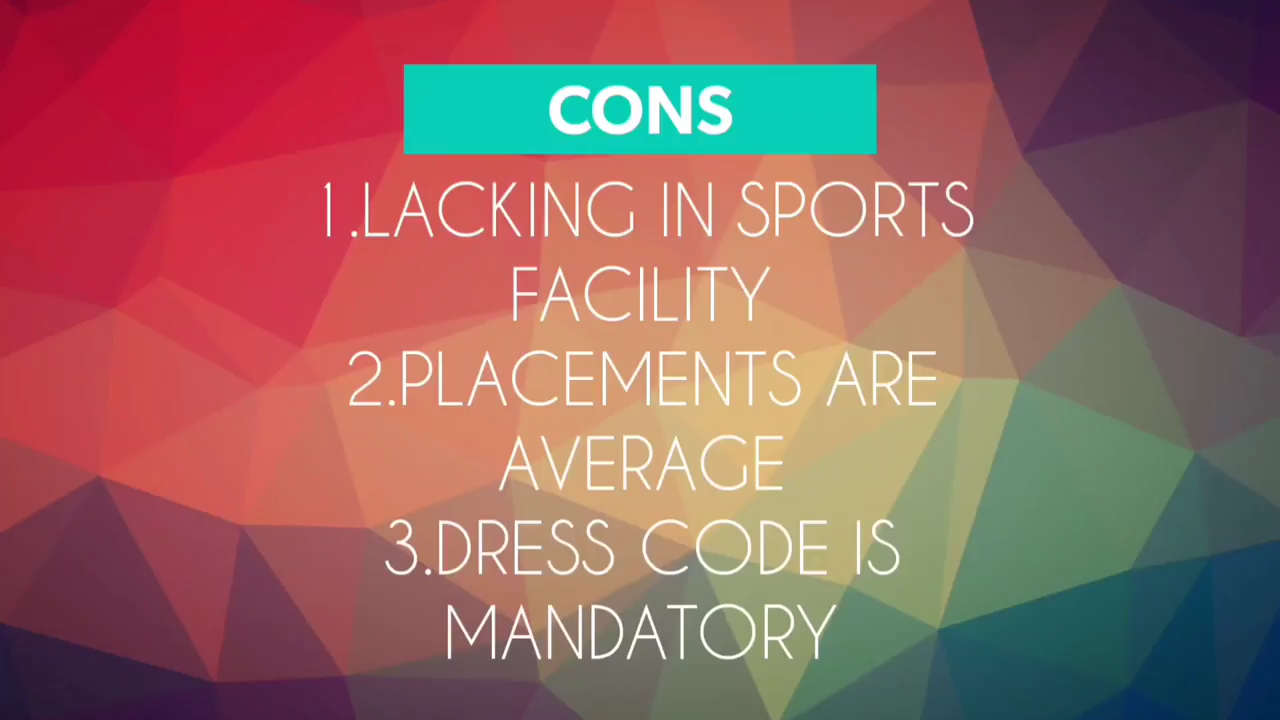 CONS
1.LACKING IN SPORTS
FACILITY
2.PLACEMENTS ARE
AVERAGE
3.DRESS CODE IS
MANDATORY